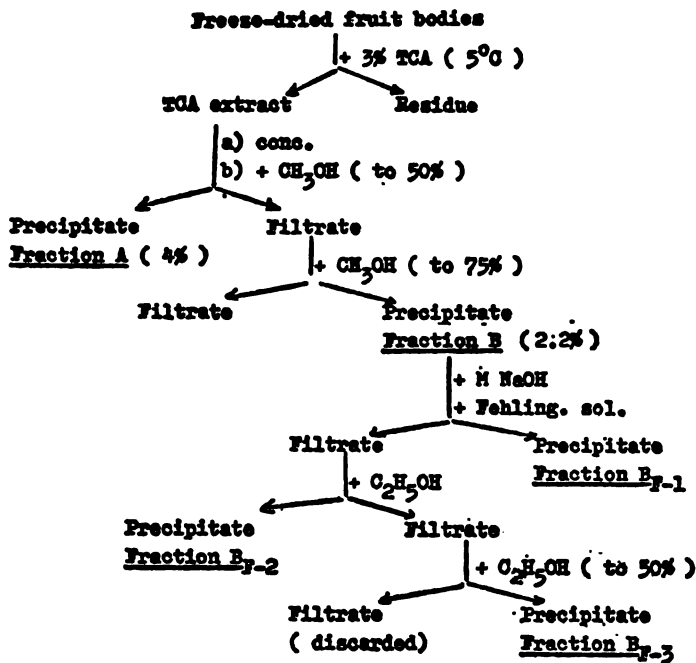 Freeze-dried fruit bodies
+ 3% TCA ( 5°C )
TCA extract Residue
a) conc.
b) + CH3OH ( to 50% )
Precipitate Filtrate
Fraction A ( 4% )
+ CH3OH ( to 75% )
Filtrate Precipitate
Fraction B ( 2.2% )
+ M NaOH
+ Fehling. sol.
Filtrate Precipitate
Fraction BF-1
+ C2H5OH
Precipitate Filtrate
Fraction BF-2
+ C2H5OH ( to 50% )
Filtrate Precipitate
( discarded) Fraction BF-3